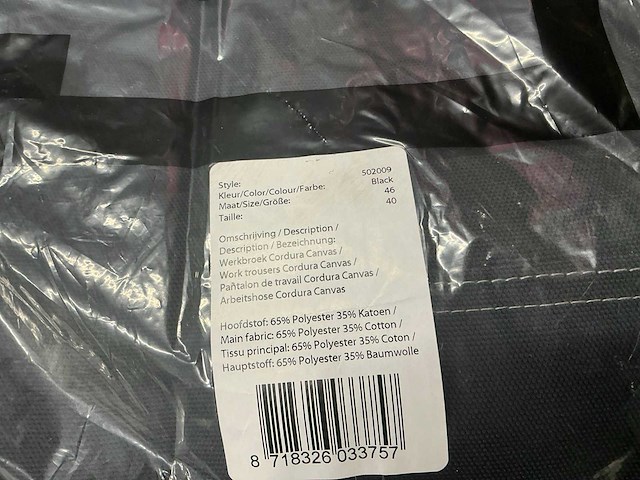 Style: 502009
Kleur/Color/Colour/Farbe: Black
Maat/Size/Größe: 46
Taille: 40
Omschrijving / Description /
Description / Bezeichnung:
Werkbroek Cordura Canvas /
Work trousers Cordura Canvas /
Pañtalon de travail Cordura Canvas /
Arbeitshose Cordura Canvas
Hoofdstof: 65% Polyester 35% Katoen /
Main fabric: 65% Polyester 35% Cotton /
Tissu principal: 65% Polyester 35% Coton /
Hauptstoff: 65% Polyester 35% Baumwolle
8 718326 033757